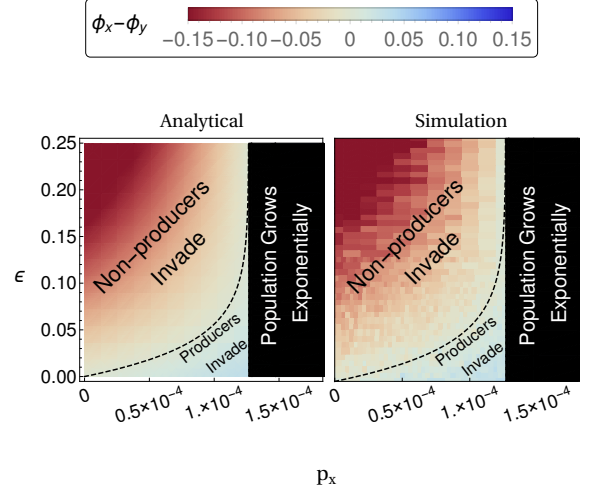 ϕx−ϕy
−0.15 −0.10 −0.05 0 0.05 0.10 0.15
Analytical Simulation
0.25
0.20
0.15
0.10
0.05
0.00
ϵ
Non−producers
Invade
Producers
Invade
Population Grows
Exponentially
Non−producers
Invade
Producers
Invade
Population Grows
Exponentially
0 0.5×10⁻⁴ 1.×10⁻⁴ 1.5×10⁻⁴ 0 0.5×10⁻⁴ 1.×10⁻⁴ 1.5×10⁻⁴
px